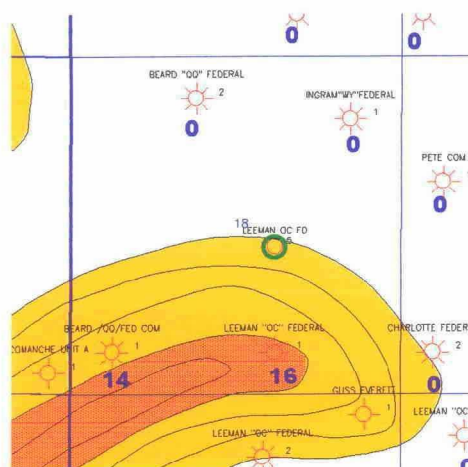 0
0
BEARD "QQ" FEDERAL
2
0
INGRAM"WY"FEDERAL
1
0
PETE COM
0
18
LEEMAN OC FD
6
BEARD /QQ/FED COM
1
LEEMAN "OC" FEDERAL
1
CHARLOTTE FEDER
2
COMANCHE UNIT A
1
14
16
0
GLISS EVERETT
1
LEEMAN "OC
LEEMAN "OC" FEDERAL
2